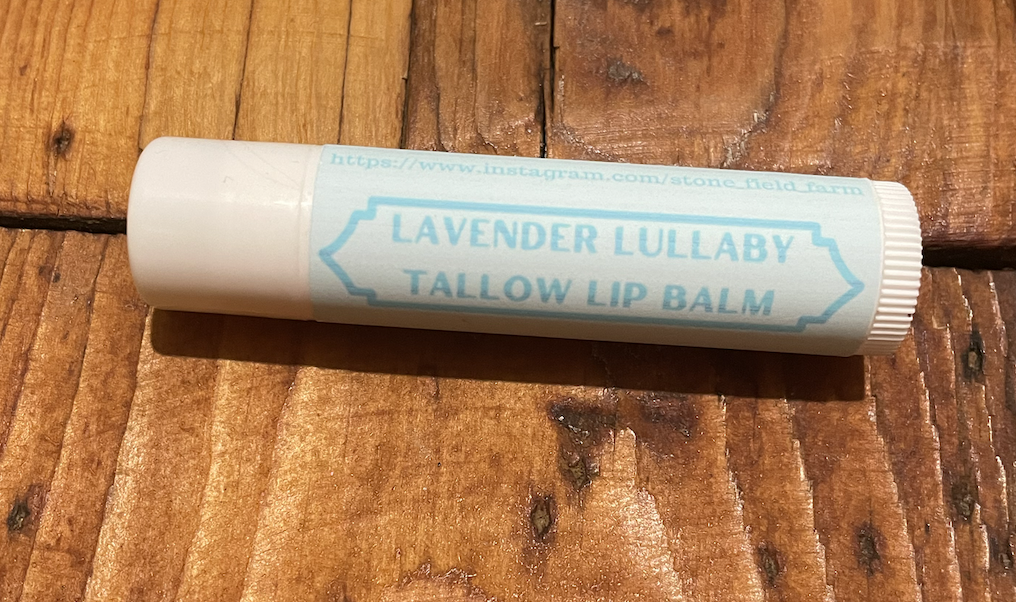 https://www.instagram.com/stone_field_farm
LAVENDER LULLABY
TALLOW LIP BALM